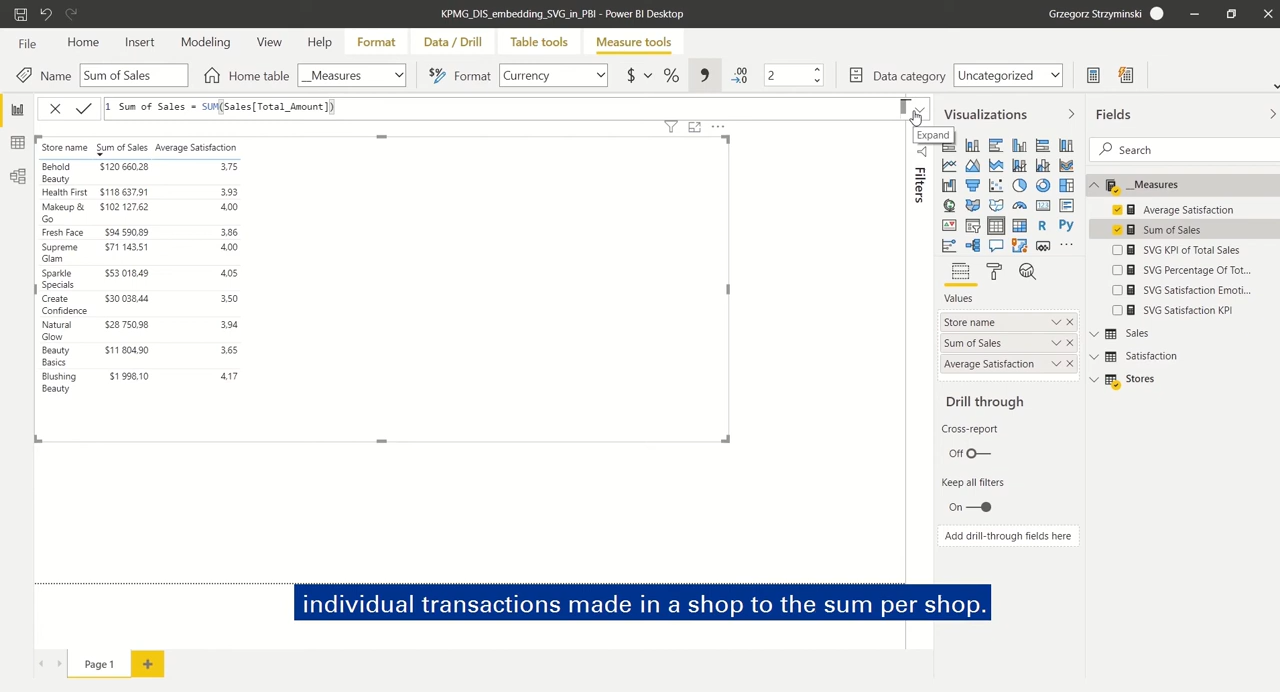 KPMG_DIS_embedding_SVG_in_PBI - Power BI Desktop
Grzegorz Strzyminski
File Home Insert Modeling View Help Format Data / Drill Table tools Measure tools
Name Sum of Sales Home table __Measures Format Currency $ % 9 .00 2 Data category Uncategorized
1 Sum of Sales = SUM(Sales[Total_Amount])
Expand
Store name Sum of Sales Average Satisfaction
Behold Beauty $120 660,28 3,75
Health First $118 637.91 3.93
Makeup & Go $102 127,62 4.00
Fresh Face $94 590,89 3,86
Supreme Glam $71 143.51 4.00
Sparkle Specials $53 018,49 4,05
Create Confidence $30 038,44 3,50
Natural Glow $28 750,98 3,94
Beauty Basics $11 804.90 3.65
Blushing Beauty $1 998,10 4,17
individual transactions made in a shop to the sum per shop.
Page 1
Filters
Visualizations
R Py
Values
Store name
Sum of Sales
Average Satisfaction
Drill through
Cross-report
Off
Keep all filters
On
Add drill-through fields here
Fields
Search
__Measures
Average Satisfaction
Sum of Sales
SVG KPI of Total Sales
SVG Percentage Of Tot...
SVG Satisfaction Emoti...
SVG Satisfaction KPI
Sales
Satisfaction
Stores